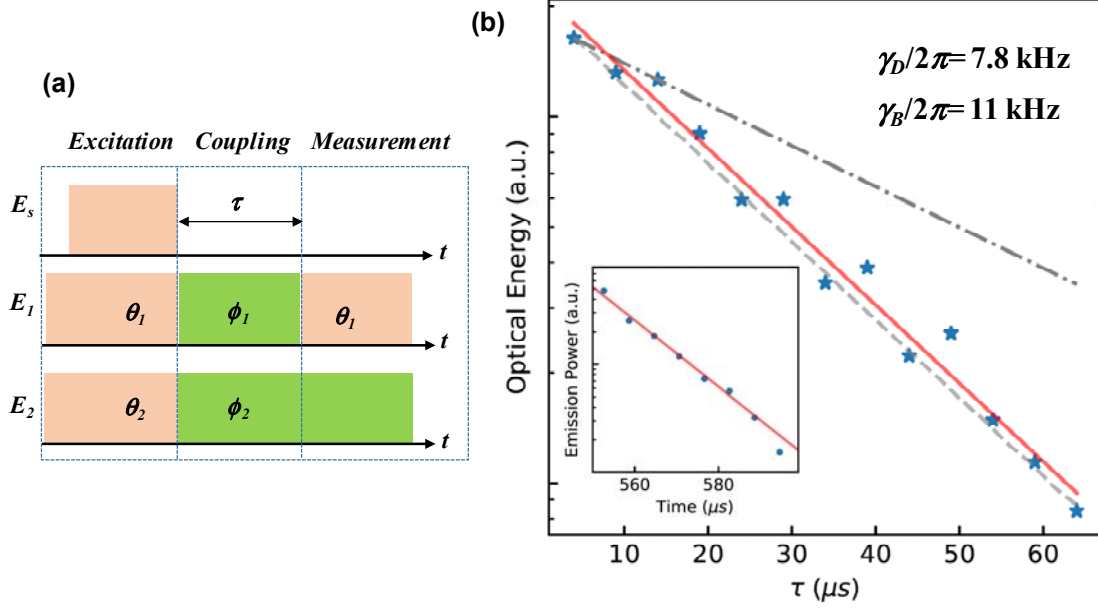 (a)
Excitation Coupling Measurement
E_s
τ
t
E_1
θ_1
ϕ_1
θ_1
t
E_2
θ_2
ϕ_2
t
(b)
γ_D/2π= 7.8 kHz
γ_B/2π= 11 kHz
Optical Energy (a.u.)
Emission Power (a.u.)
560 580
Time (μs)
10 20 30 40 50 60
τ (μs)